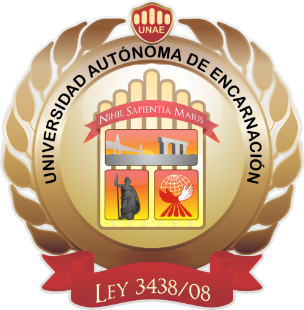 UNAE
UNIVERSIDAD AUTÓNOMA DE ENCARNACIÓN
NIHIL SAPIENTIA MAIUS
LEY 3438/08